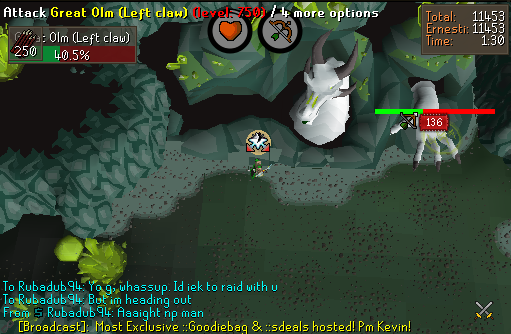 Attack Great Olm (Left claw) (level, 750) / 4 more options
Great Olm (Left claw)
250
40.5%
Total: 11453
Ernesti: 11453
Time: 1:30
136
To Rubadub94: Yo g, whassup. Id iek to raid with u
To Rubadub94: But im heading out
From S Rubadub94: Aaaight np man
[Broadcast]: Most Exclusive ::Goodiebag & ::sdeals hosted! Pm Kevin!